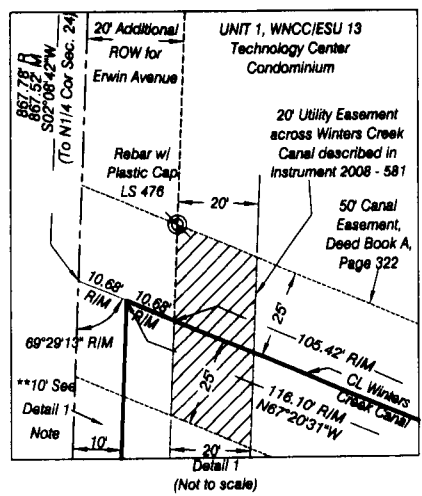 20' Additional
ROW for
Erwin Avenue
UNIT 1, WNCC/ESU 13
Technology Center
Condominium
867.78' R
867.52' M
S02°08'42"W
(To N1/4 Cor Sec. 24)
20' Utility Easement
across Winters Creek
Canal described in
Instrument 2008 - 581
Rebar w/
Plastic Cap
LS 476
20'
50' Canal
Easement,
Deed Book A,
Page 322
10.68'
R/M
10.68'
R/M
25'
69°29'13" R/M
105.42' R/M
25'
CL Winters
Creek Canal
116.10' R/M
N67°20'31"W
**10' See
Detail 1
Note
10'
20'
Detail 1
(Not to scale)